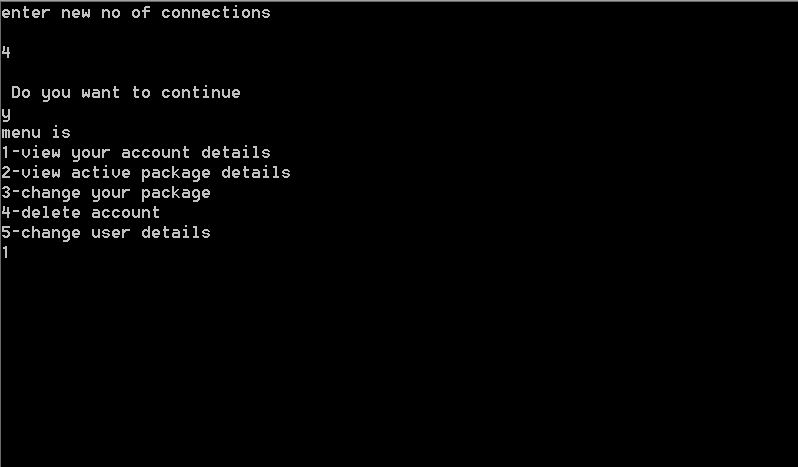 enter new no of connections
4
Do you want to continue
y
menu is
1-view your account details
2-view active package details
3-change your package
4-delete account
5-change user details
1